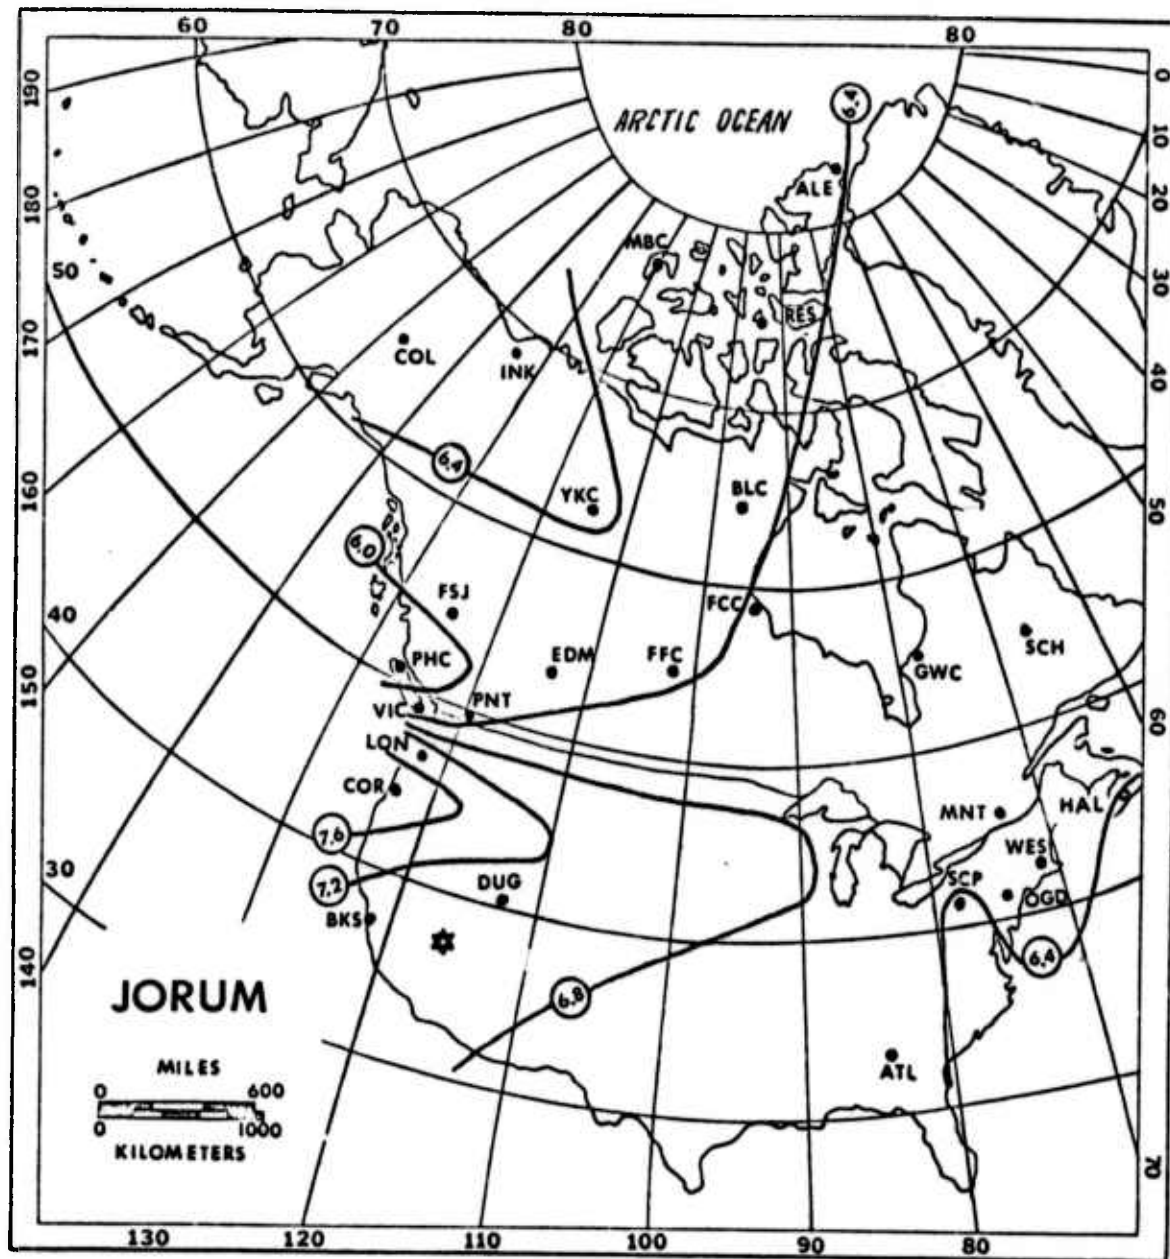 60 70 80 80
190
180
50
170
160
40
150
30
140
0
10
20
30
40
50
60
70
ARCTIC OCEAN
6.4
ALE
MBC
RES
COL
INK
6.4
YKC
BLC
6.0
FSJ
FCC
PHC
EDM
FFC
GWC
SCH
VIC
PNT
LON
COR
MNT
HAL
7.6
WES
7.2
DUG
SCP
OGD
BKS
6.4
6.8
JORUM
ATL
MILES
0 600
0 1000
KILOMETERS
130 120 110 100 90 80